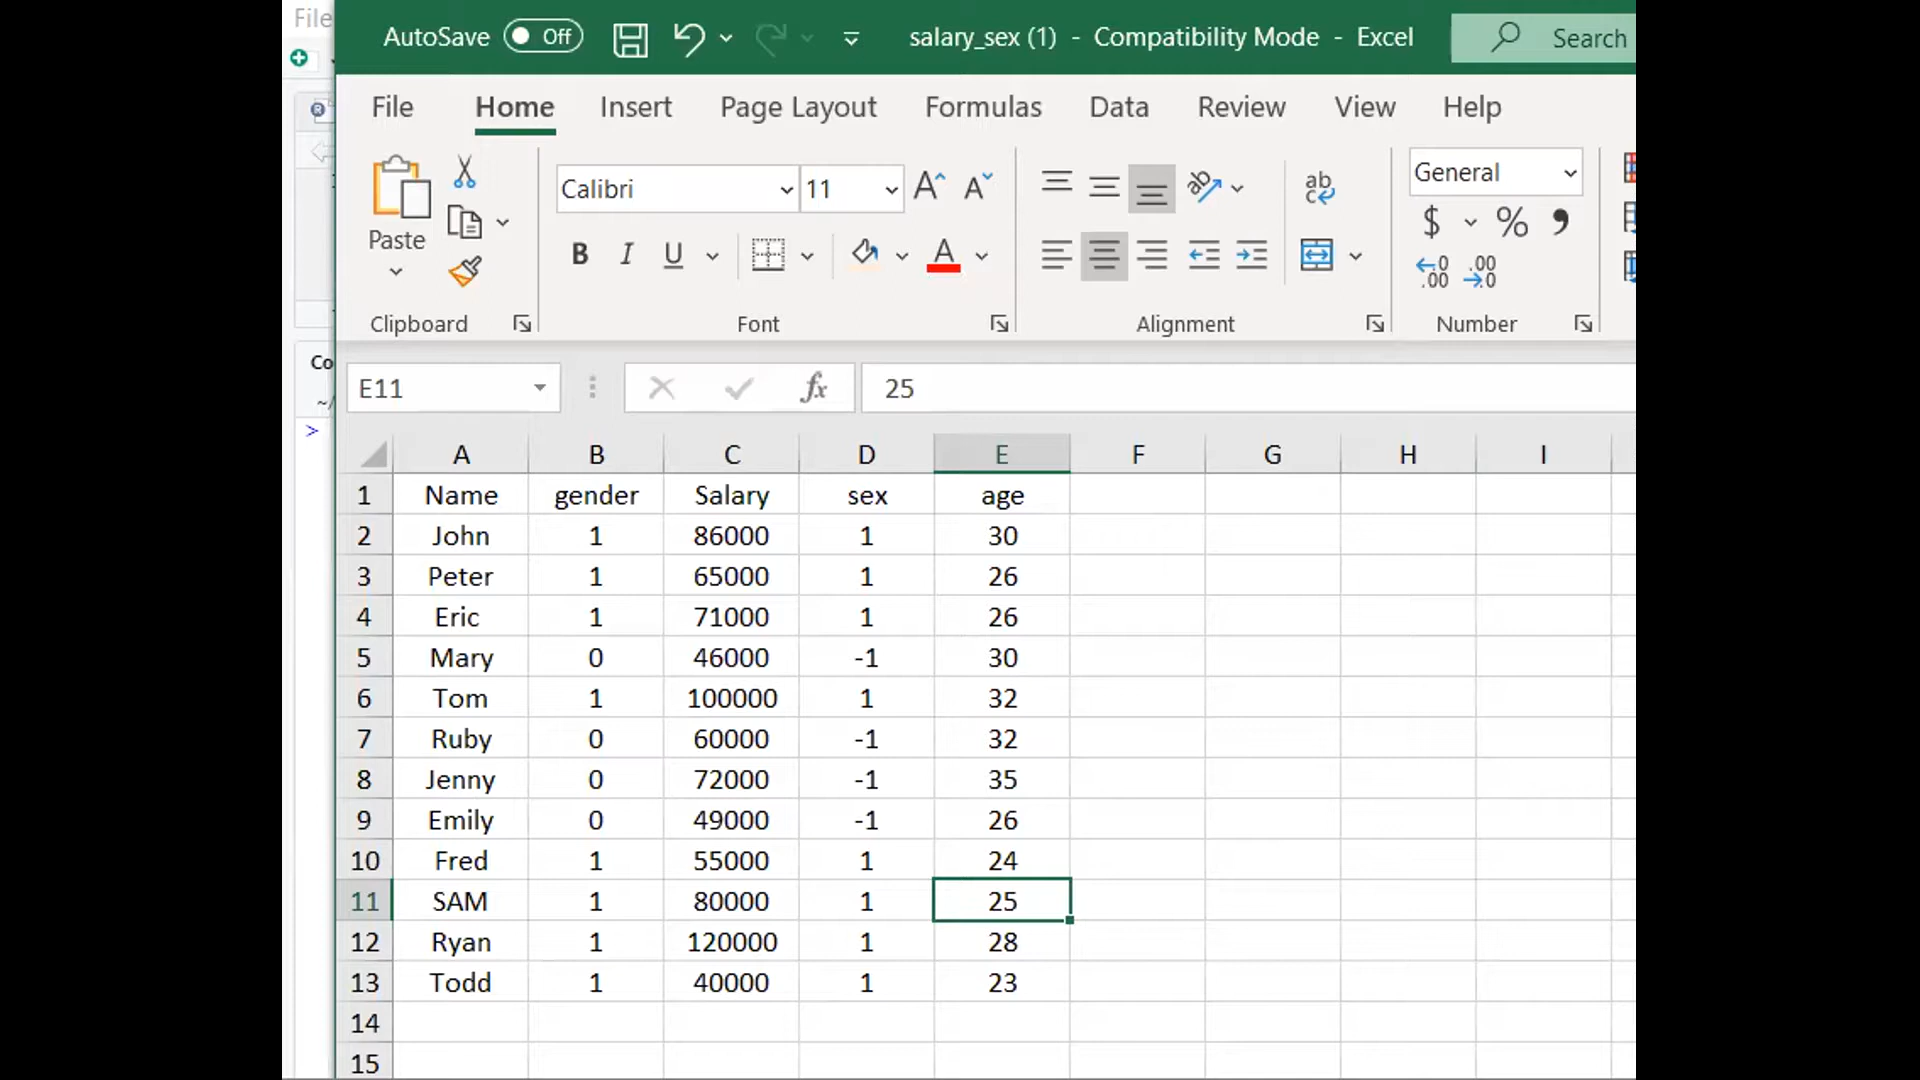 File
AutoSave Off salary_sex (1) - Compatibility Mode - Excel Search
File Home Insert Page Layout Formulas Data Review View Help
Paste
Calibri 11
B I U A
ab
General
$ % ,
Clipboard Font Alignment Number
Co
E11 fx 25
~/
>
A B C D E F G H I
1 Name gender Salary sex age
2 John 1 86000 1 30
3 Peter 1 65000 1 26
4 Eric 1 71000 1 26
5 Mary 0 46000 -1 30
6 Tom 1 100000 1 32
7 Ruby 0 60000 -1 32
8 Jenny 0 72000 -1 35
9 Emily 0 49000 -1 26
10 Fred 1 55000 1 24
11 SAM 1 80000 1 25
12 Ryan 1 120000 1 28
13 Todd 1 40000 1 23
14
15